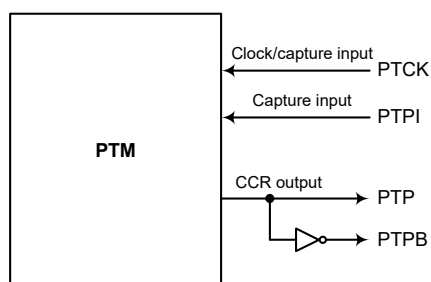 Clock/capture input
PTCK
Capture input
PTPI
PTM
CCR output
PTP
PTPB